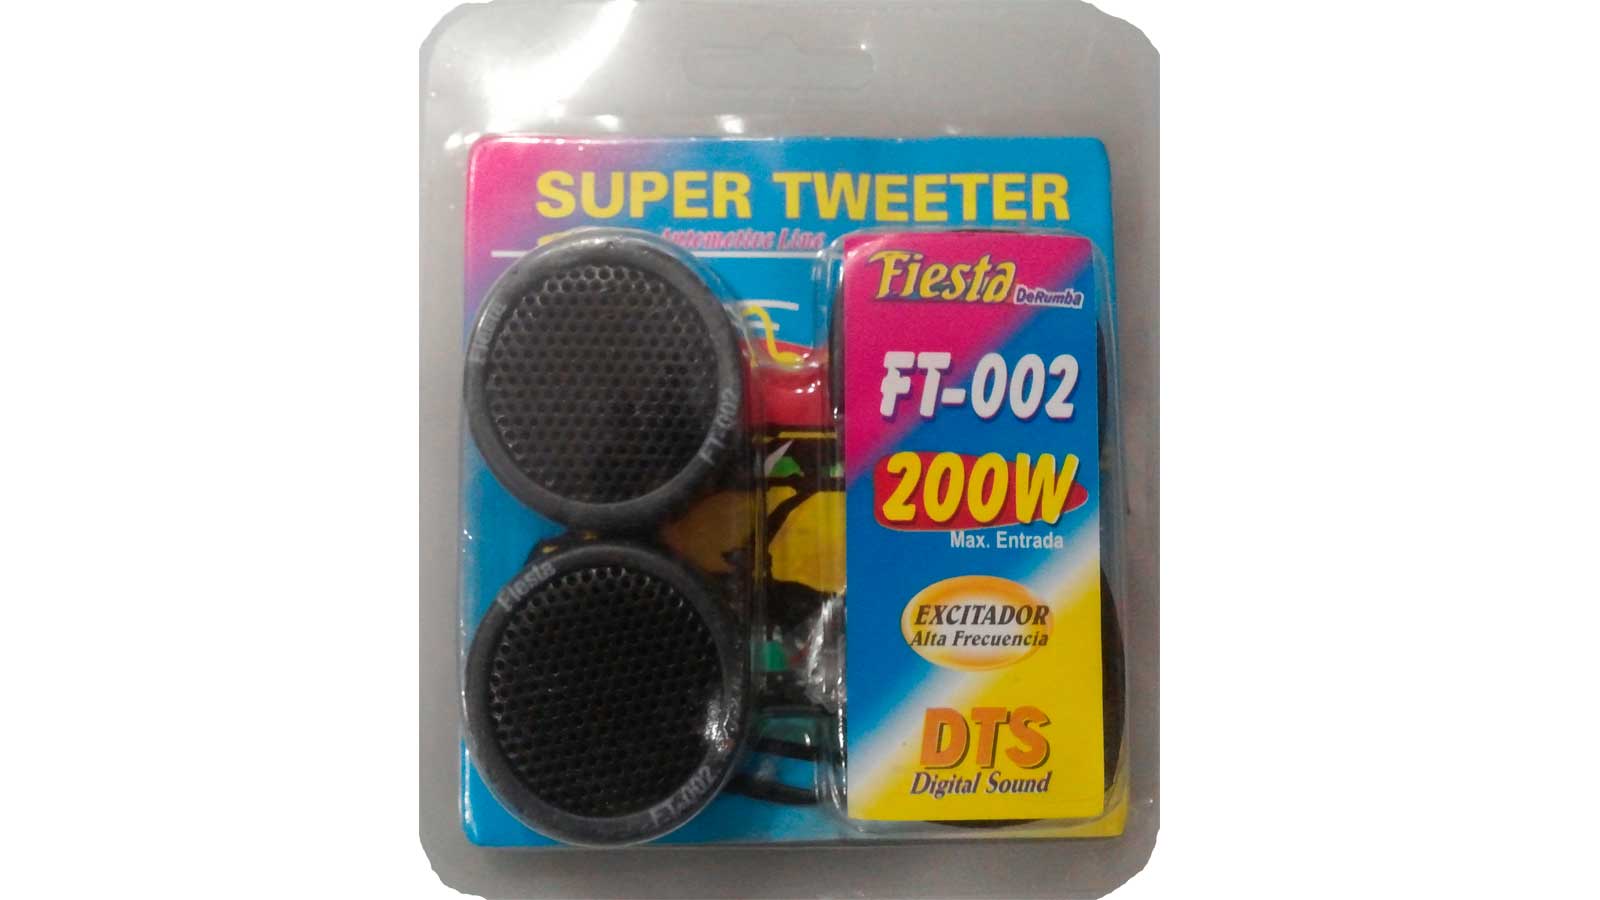 SUPER TWEETER
Automotive Line
Fiesta
FT-002
Fiesta
FT-002
Fiesta
DeRumba
FT-002
200W
Max. Entrada
EXCITADOR
Alta Frecuencia
DTS
Digital Sound